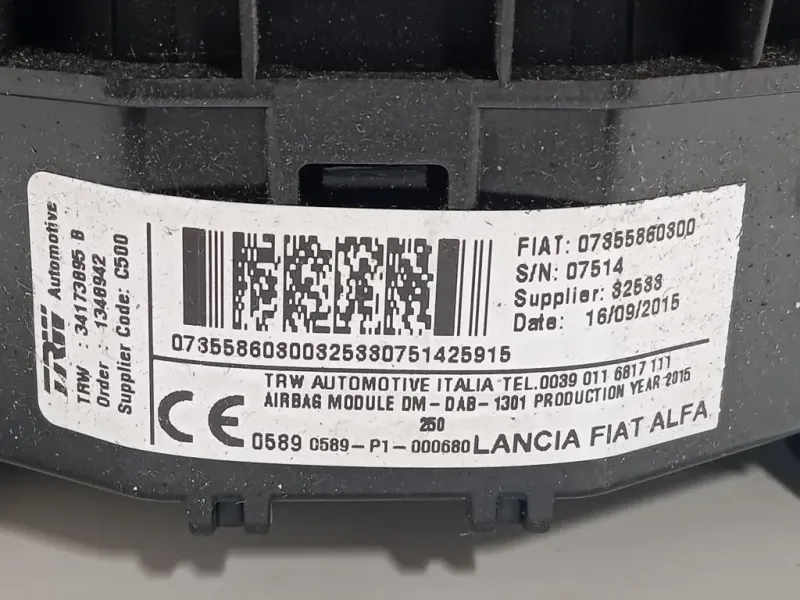 TRW Automotive
TRW : 34173895 B
Order : 1348942
Supplier Code: C500
FIAT: 07355860300
S/N: 07514
Supplier: 32533
Date: 16/09/2015
07355860300325330751425915
TRW AUTOMOTIVE ITALIA TEL.0039 011 6817 111
AIRBAG MODULE DM-DAB-1301 PRODUCTION YEAR 2015
250
CE 0589 0589-P1-000680 LANCIA FIAT ALFA